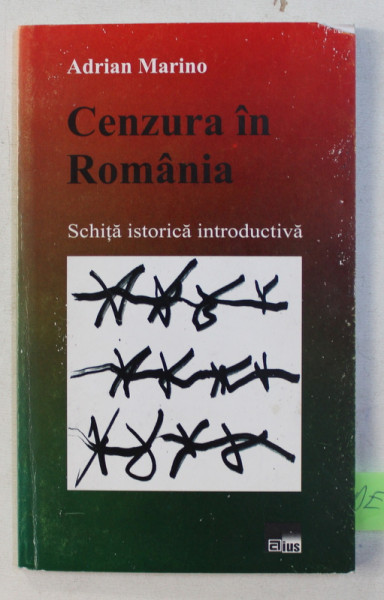 Adrian Marino
Cenzura în
România
Schiță istorică introductivă
aius